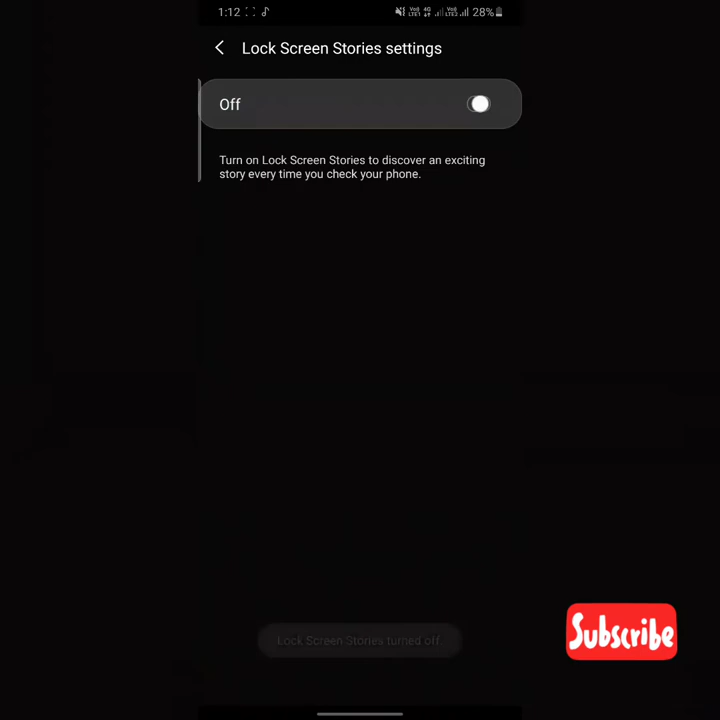 1:12 28%
Lock Screen Stories settings
Off
Turn on Lock Screen Stories to discover an exciting
story every time you check your phone.
Lock Screen Stories turned off.
Subscribe